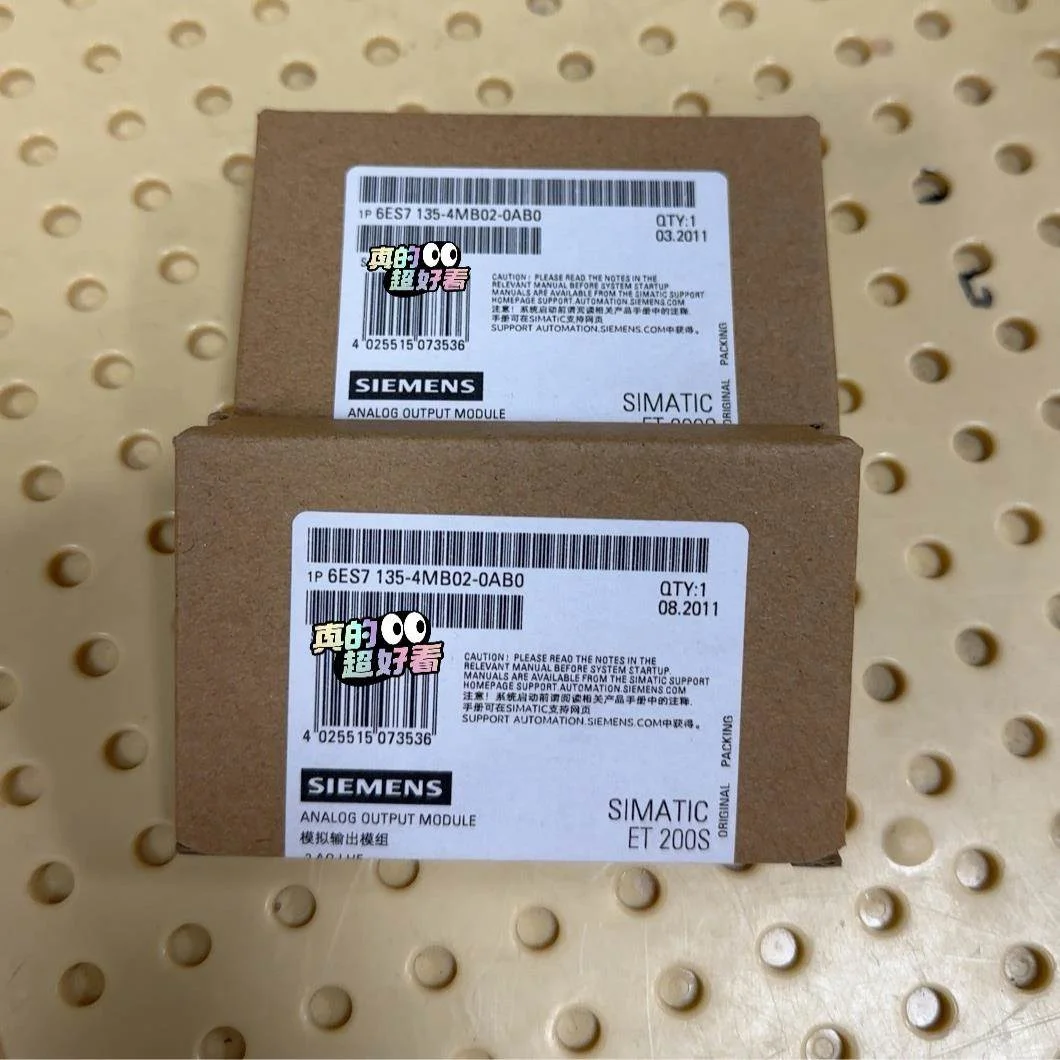 1P 6ES7 135-4MB02-0AB0
QTY:1
03.2011
真的
超好看
CAUTION: PLEASE READ THE NOTES IN THE
RELEVANT MANUAL BEFORE SYSTEM STARTUP
MANUALS ARE AVAILABLE FROM THE SIMATIC SUPPORT
HOMEPAGE SUPPORT.AUTOMATION.SIEMENS.COM
注意! 系统启动前请阅读相关产品手册中的注释.
手册可在SIMATIC支持网页
SUPPORT AUTOMATION.SIEMENS.COM中获得。
4 025515 073536
SIEMENS
ANALOG OUTPUT MODULE
SIMATIC
ET 200S
ORIGINAL PACKING
1P 6ES7 135-4MB02-0AB0
QTY:1
08.2011
真的
超好看
CAUTION: PLEASE READ THE NOTES IN THE
RELEVANT MANUAL BEFORE SYSTEM STARTUP.
MANUALS ARE AVAILABLE FROM THE SIMATIC SUPPORT
HOMEPAGE SUPPORT.AUTOMATION.SIEMENS.COM
注意! 系统启动前请阅读相关产品手册中的注释.
手册可在SIMATIC支持网页
SUPPORT AUTOMATION.SIEMENS.COM中获得。
4 025515 073536
SIEMENS
ANALOG OUTPUT MODULE
模拟输出模组
SIMATIC
ET 200S
ORIGINAL PACKING